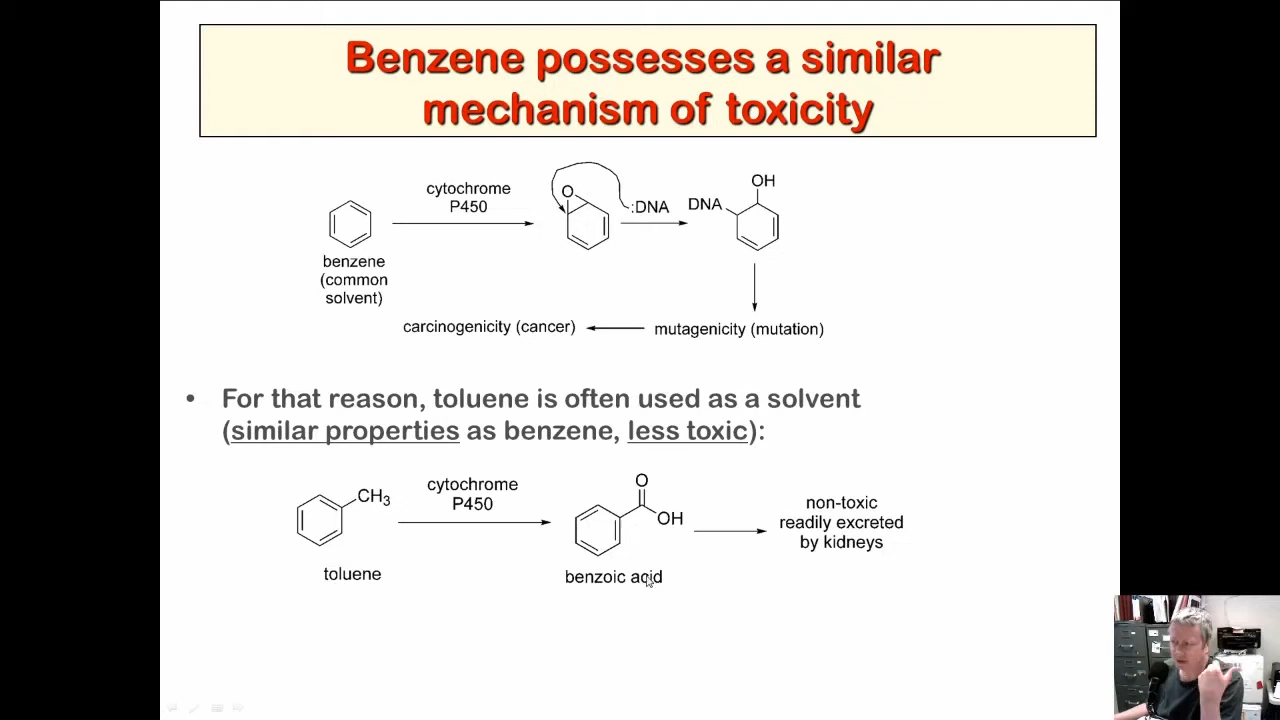 Benzene possesses a similar
mechanism of toxicity
cytochrome
P450
O
:DNA
DNA
OH
benzene
(common
solvent)
carcinogenicity (cancer)
mutagenicity (mutation)
• For that reason, toluene is often used as a solvent
(similar properties as benzene, less toxic):
CH3
cytochrome
P450
O
OH
non-toxic
readily excreted
by kidneys
toluene
benzoic acid